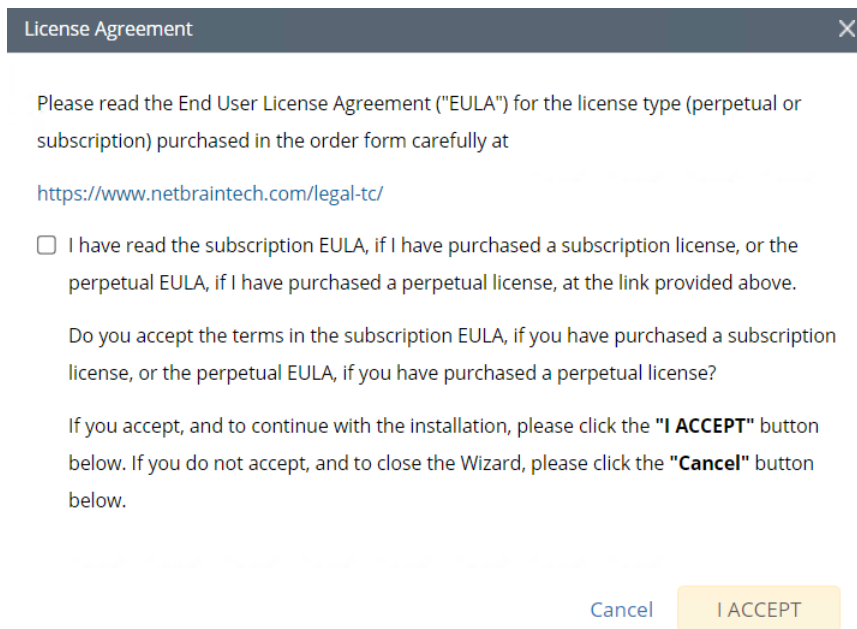 License Agreement
Please read the End User License Agreement ("EULA") for the license type (perpetual or
subscription) purchased in the order form carefully at
https://www.netbraintech.com/legal-tc/
I have read the subscription EULA, if I have purchased a subscription license, or the
perpetual EULA, if I have purchased a perpetual license, at the link provided above.
Do you accept the terms in the subscription EULA, if you have purchased a subscription
license, or the perpetual EULA, if you have purchased a perpetual license?
If you accept, and to continue with the installation, please click the "I ACCEPT" button
below. If you do not accept, and to close the Wizard, please click the "Cancel" button
below.
Cancel I ACCEPT